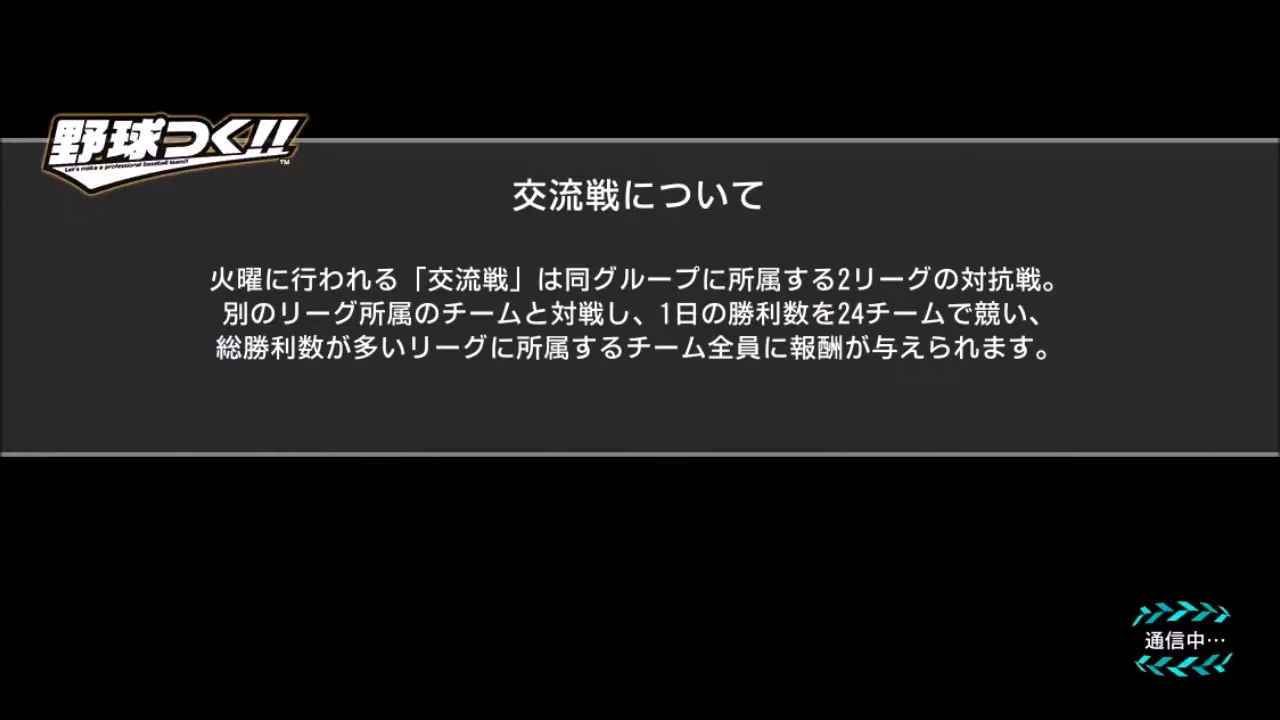 野球つく!!
Let's make a professional baseball team!!
TM
交流戦について
火曜に行われる「交流戦」は同グループに所属する2リーグの対抗戦。
別のリーグ所属のチームと対戦し、1日の勝利数を24チームで競い、
総勝利数が多いリーグに所属するチーム全員に報酬が与えられます。
通信中…